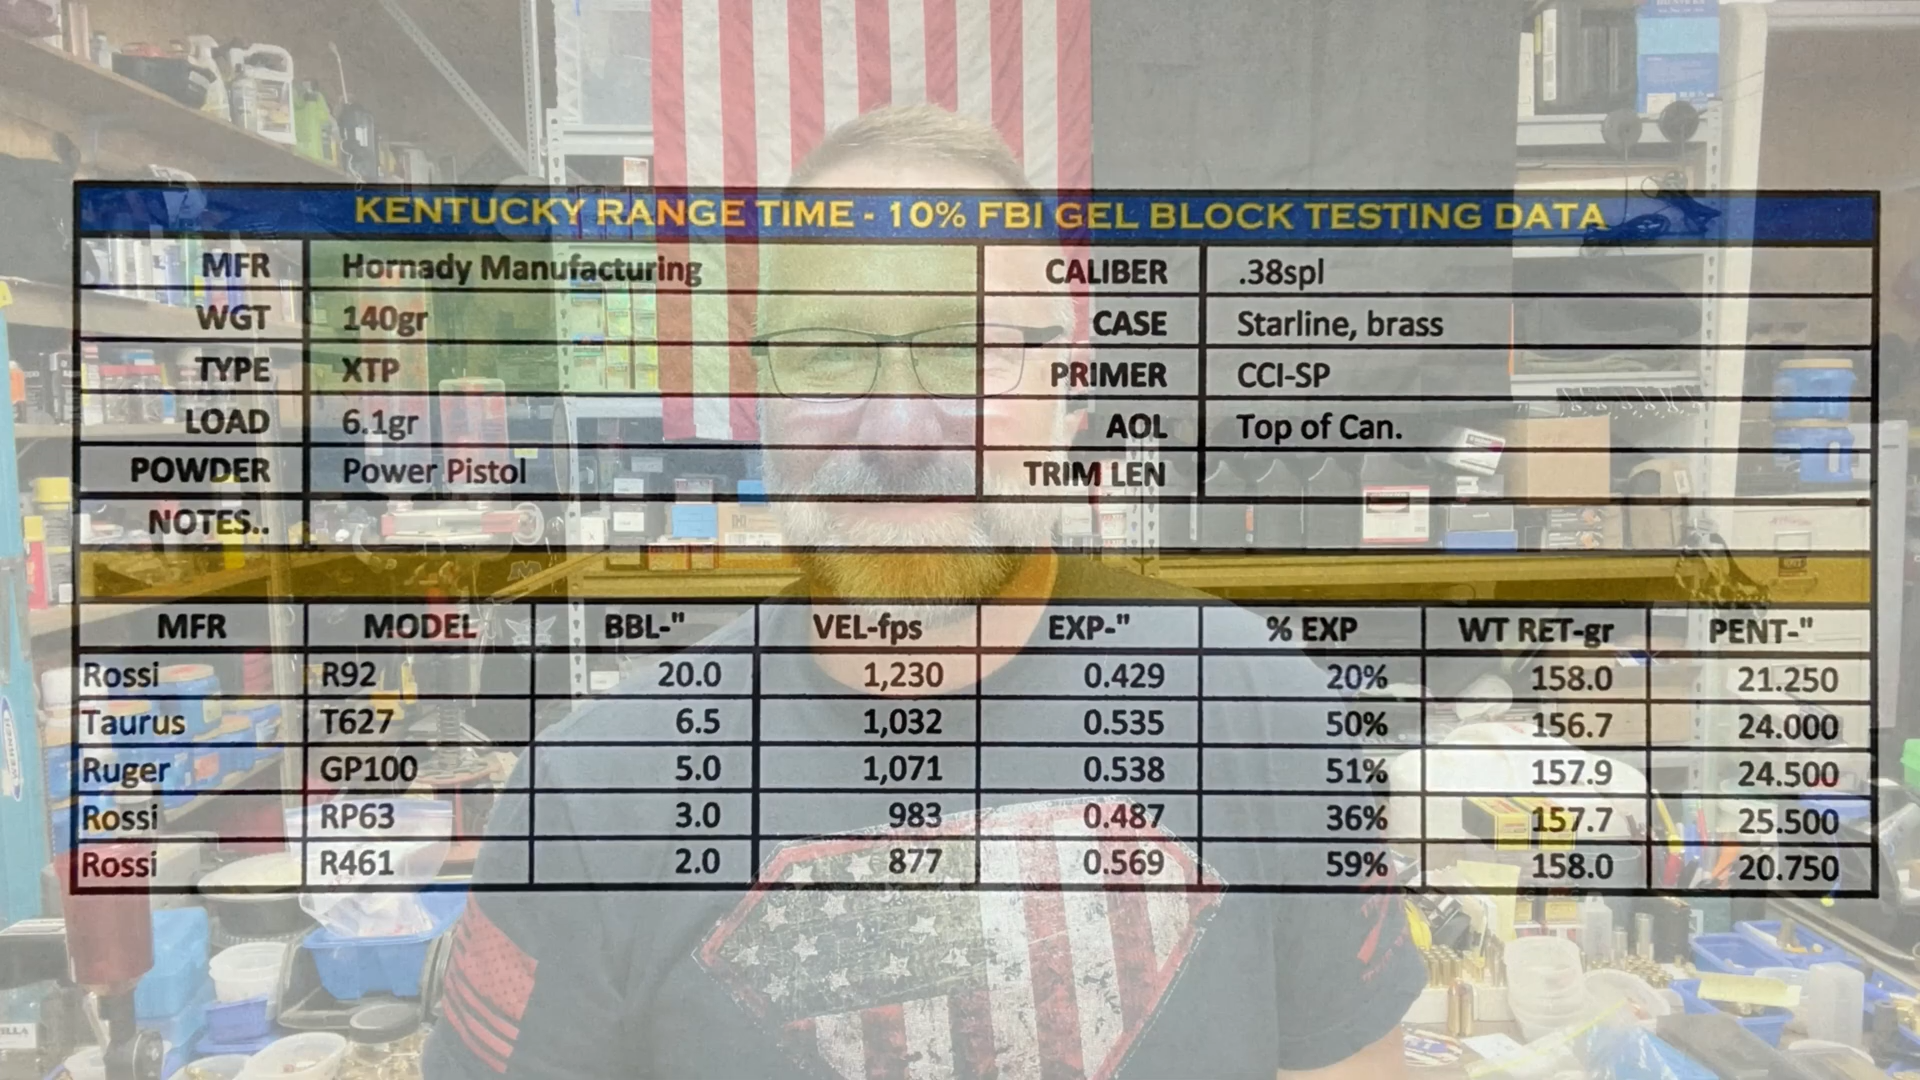 KENTUCKY RANGE TIME - 10% FBI GEL BLOCK TESTING DATA
MFR Hornady Manufacturing CALIBER .38spl
WGT 140gr CASE Starline, brass
TYPE XTP PRIMER CCI-SP
LOAD 6.1gr AOL Top of Can.
POWDER Power Pistol TRIM LEN
NOTES..
MFR MODEL BBL-" VEL-fps EXP-" % EXP WT RET-gr PENT-"
Rossi R92 20.0 1,230 0.429 20% 158.0 21.250
Taurus T627 6.5 1,032 0.535 50% 156.7 24.000
Ruger GP100 5.0 1,071 0.538 51% 157.9 24.500
Rossi RP63 3.0 983 0.487 36% 157.7 25.500
Rossi R461 2.0 877 0.569 59% 158.0 20.750
WERNER